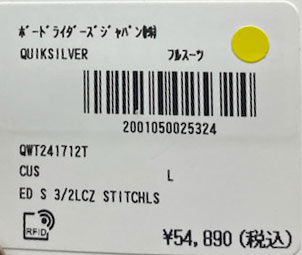 ﾎﾞｰﾄﾞﾗｲﾀﾞｰｽﾞｼﾞｬﾊﾟﾝ㈱
QUIKSILVER ﾌﾙｽｰﾂ
2001050025324
QWT241712T
CUS L
ED S 3/2LCZ STITCHLS
RFID
¥54,890(税込)